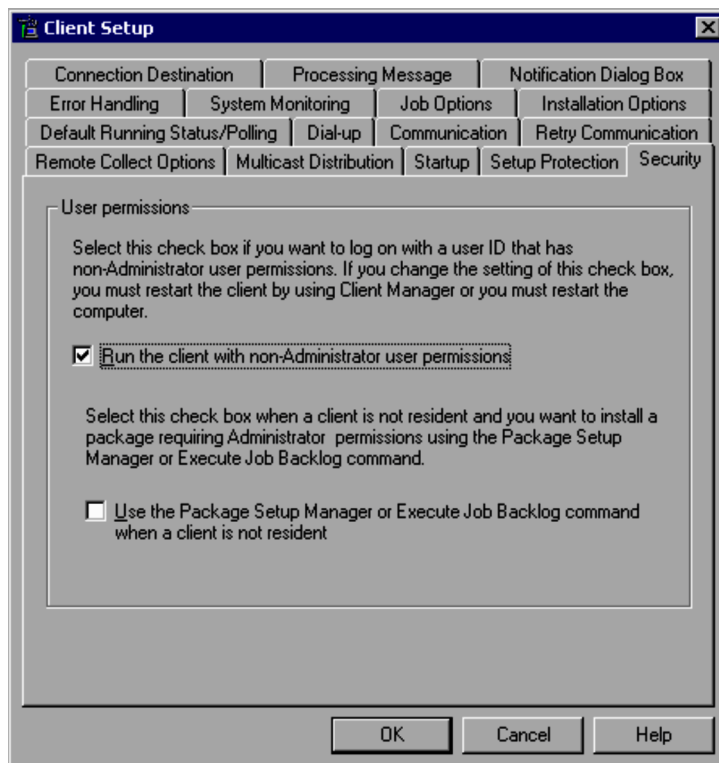 Client Setup
Connection Destination Processing Message Notification Dialog Box
Error Handling System Monitoring Job Options Installation Options
Default Running Status/Polling Dial-up Communication Retry Communication
Remote Collect Options Multicast Distribution Startup Setup Protection Security
User permissions
Select this check box if you want to log on with a user ID that has
non-Administrator user permissions. If you change the setting of this check box,
you must restart the client by using Client Manager or you must restart the
computer.
Run the client with non-Administrator user permissions
Select this check box when a client is not resident and you want to install a
package requiring Administrator permissions using the Package Setup
Manager or Execute Job Backlog command.
Use the Package Setup Manager or Execute Job Backlog command
when a client is not resident
OK Cancel Help